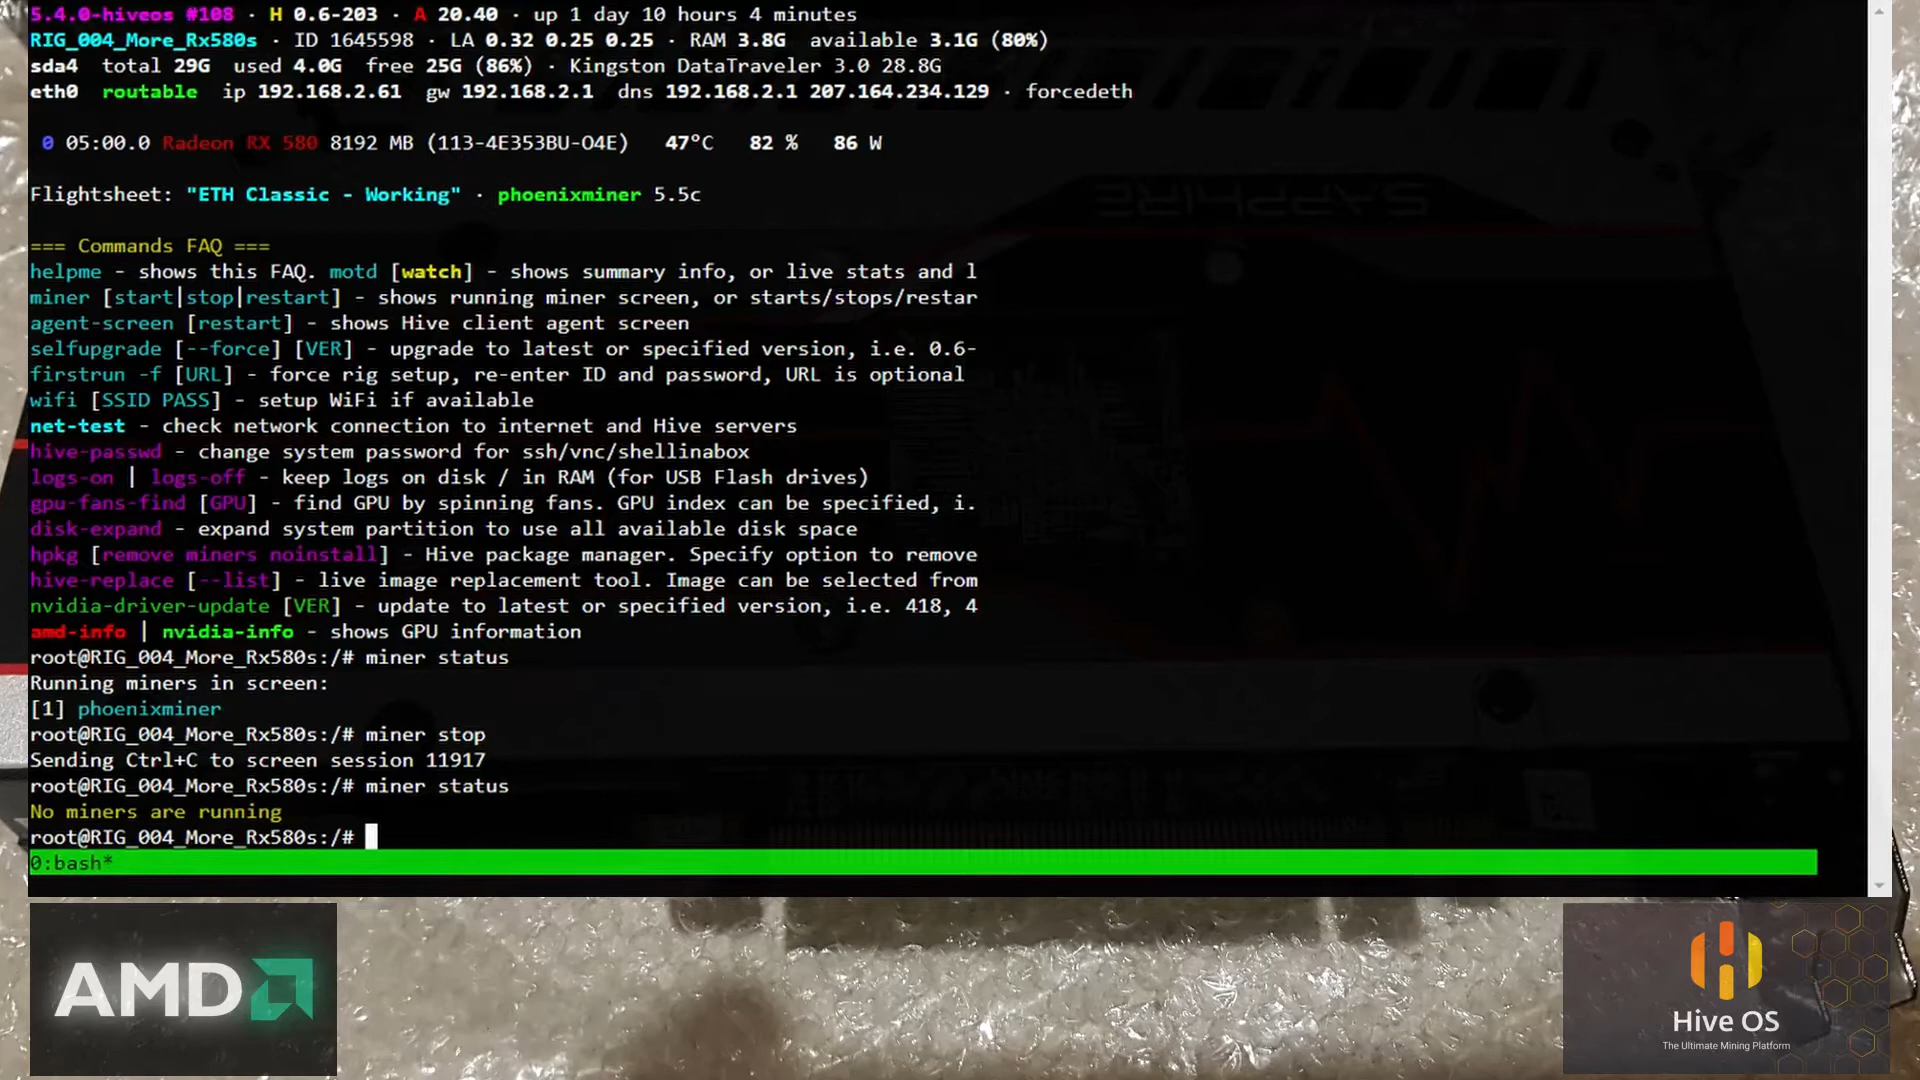 5.4.0-hiveos #108 · H 0.6-203 · A 20.40 · up 1 day 10 hours 4 minutes
RIG_004_More_Rx580s · ID 1645598 · LA 0.32 0.25 0.25 · RAM 3.8G available 3.1G (80%)
sda4 total 29G used 4.0G free 25G (86%) · Kingston DataTraveler 3.0 28.8G
eth0 routable ip 192.168.2.61 gw 192.168.2.1 dns 192.168.2.1 207.164.234.129 · forcedeth
0 05:00.0 Radeon RX 580 8192 MB (113-4E353BU-O4E) 47°C 82 % 86 W
Flightsheet: "ETH Classic - Working" · phoenixminer 5.5c
SAPPHIRE
=== Commands FAQ ===
helpme - shows this FAQ. motd [watch] - shows summary info, or live stats and l
miner [start|stop|restart] - shows running miner screen, or starts/stops/restar
agent-screen [restart] - shows Hive client agent screen
selfupgrade [--force] [VER] - upgrade to latest or specified version, i.e. 0.6-
firstrun -f [URL] - force rig setup, re-enter ID and password, URL is optional
wifi [SSID PASS] - setup WiFi if available
net-test - check network connection to internet and Hive servers
hive-passwd - change system password for ssh/vnc/shellinabox
logs-on | logs-off - keep logs on disk / in RAM (for USB Flash drives)
gpu-fans-find [GPU] - find GPU by spinning fans. GPU index can be specified, i.
disk-expand - expand system partition to use all available disk space
hpkg [remove miners noinstall] - Hive package manager. Specify option to remove
hive-replace [--list] - live image replacement tool. Image can be selected from
nvidia-driver-update [VER] - update to latest or specified version, i.e. 418, 4
amd-info | nvidia-info - shows GPU information
root@RIG_004_More_Rx580s:/# miner status
Running miners in screen:
[1] phoenixminer
root@RIG_004_More_Rx580s:/# miner stop
Sending Ctrl+C to screen session 11917
root@RIG_004_More_Rx580s:/# miner status
No miners are running
root@RIG_004_More_Rx580s:/#
0:bash*
AMD
Hive OS
The Ultimate Mining Platform